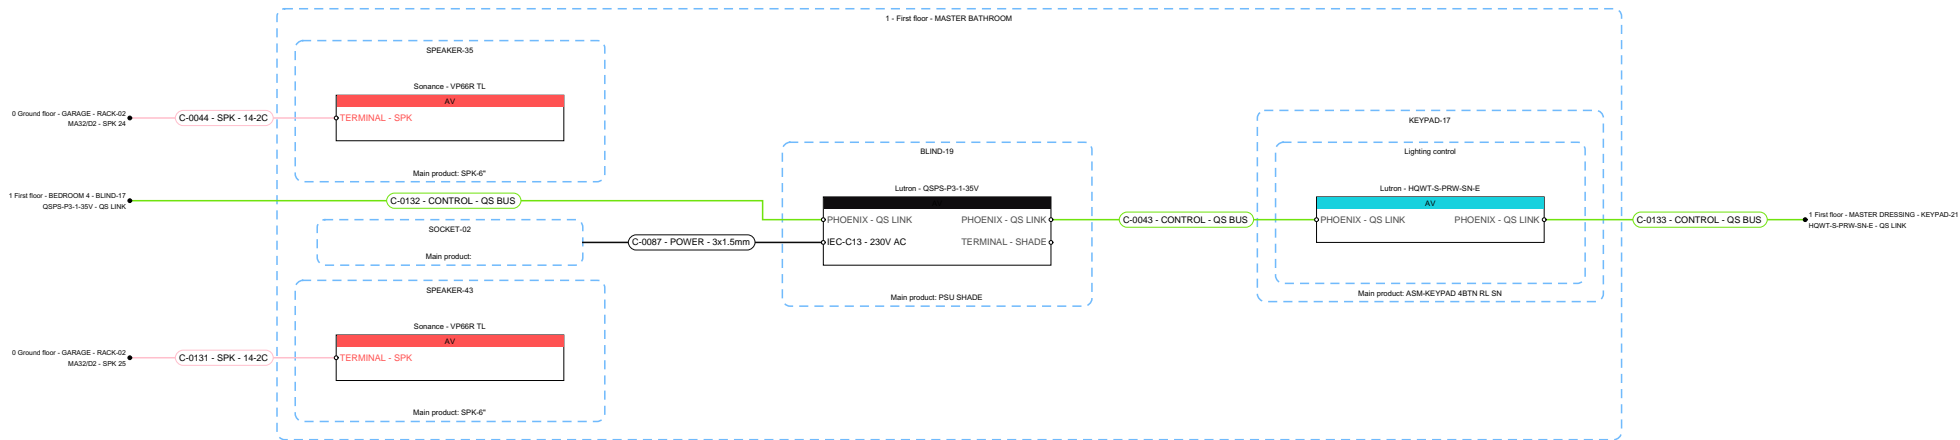 1 - First floor - MASTER BATHROOM
SPEAKER-35
Sonance - VP66R TL
AV
TERMINAL - SPK
Main product: SPK-6"
0 Ground floor - GARAGE - RACK-02
MA32/D2 - SPK 24
C-0044 - SPK - 14-2C
1 First floor - BEDROOM 4 - BLIND-17
QSPS-P3-1-35V - QS LINK
C-0132 - CONTROL - QS BUS
SOCKET-02
Main product:
C-0087 - POWER - 3x1.5mm
BLIND-19
Lutron - QSPS-P3-1-35V
AV
PHOENIX - QS LINK
PHOENIX - QS LINK
IEC-C13 - 230V AC
TERMINAL - SHADE
Main product: PSU SHADE
C-0043 - CONTROL - QS BUS
KEYPAD-17
Lighting control
Lutron - HQWT-S-PRW-SN-E
AV
PHOENIX - QS LINK
PHOENIX - QS LINK
Main product: ASM-KEYPAD 4BTN RL SN
C-0133 - CONTROL - QS BUS
1 First floor - MASTER DRESSING - KEYPAD-21
HQWT-S-PRW-SN-E - QS LINK
SPEAKER-43
Sonance - VP66R TL
AV
TERMINAL - SPK
Main product: SPK-6"
0 Ground floor - GARAGE - RACK-02
MA32/D2 - SPK 25
C-0131 - SPK - 14-2C